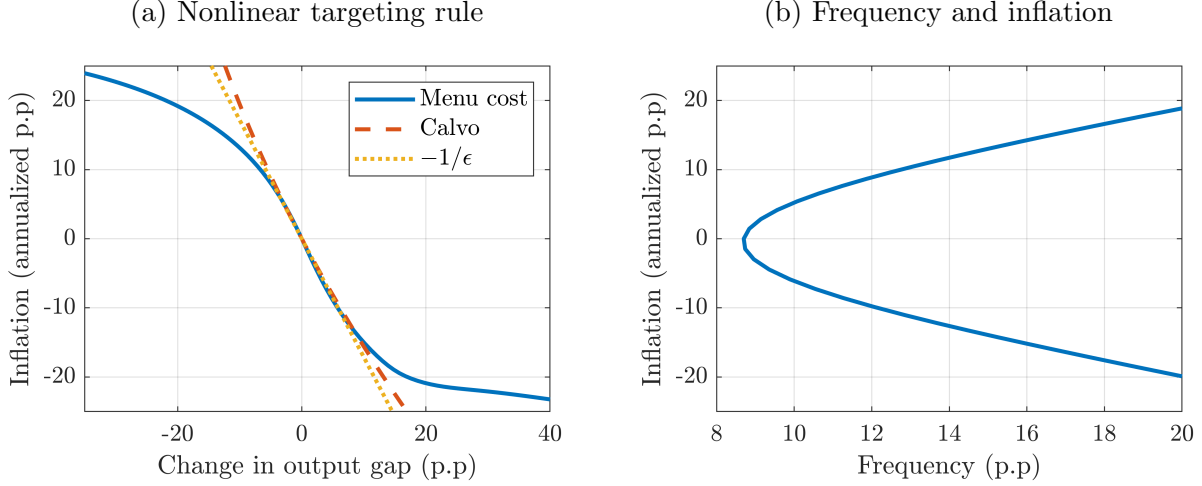 (a) Nonlinear targeting rule
Inflation (annualized p.p)
20
10
0
-10
-20
-20
0
20
40
Change in output gap (p.p)
Menu cost
Calvo
−1/ϵ
(b) Frequency and inflation
Inflation (annualized p.p)
20
10
0
-10
-20
8
10
12
14
16
18
20
Frequency (p.p)